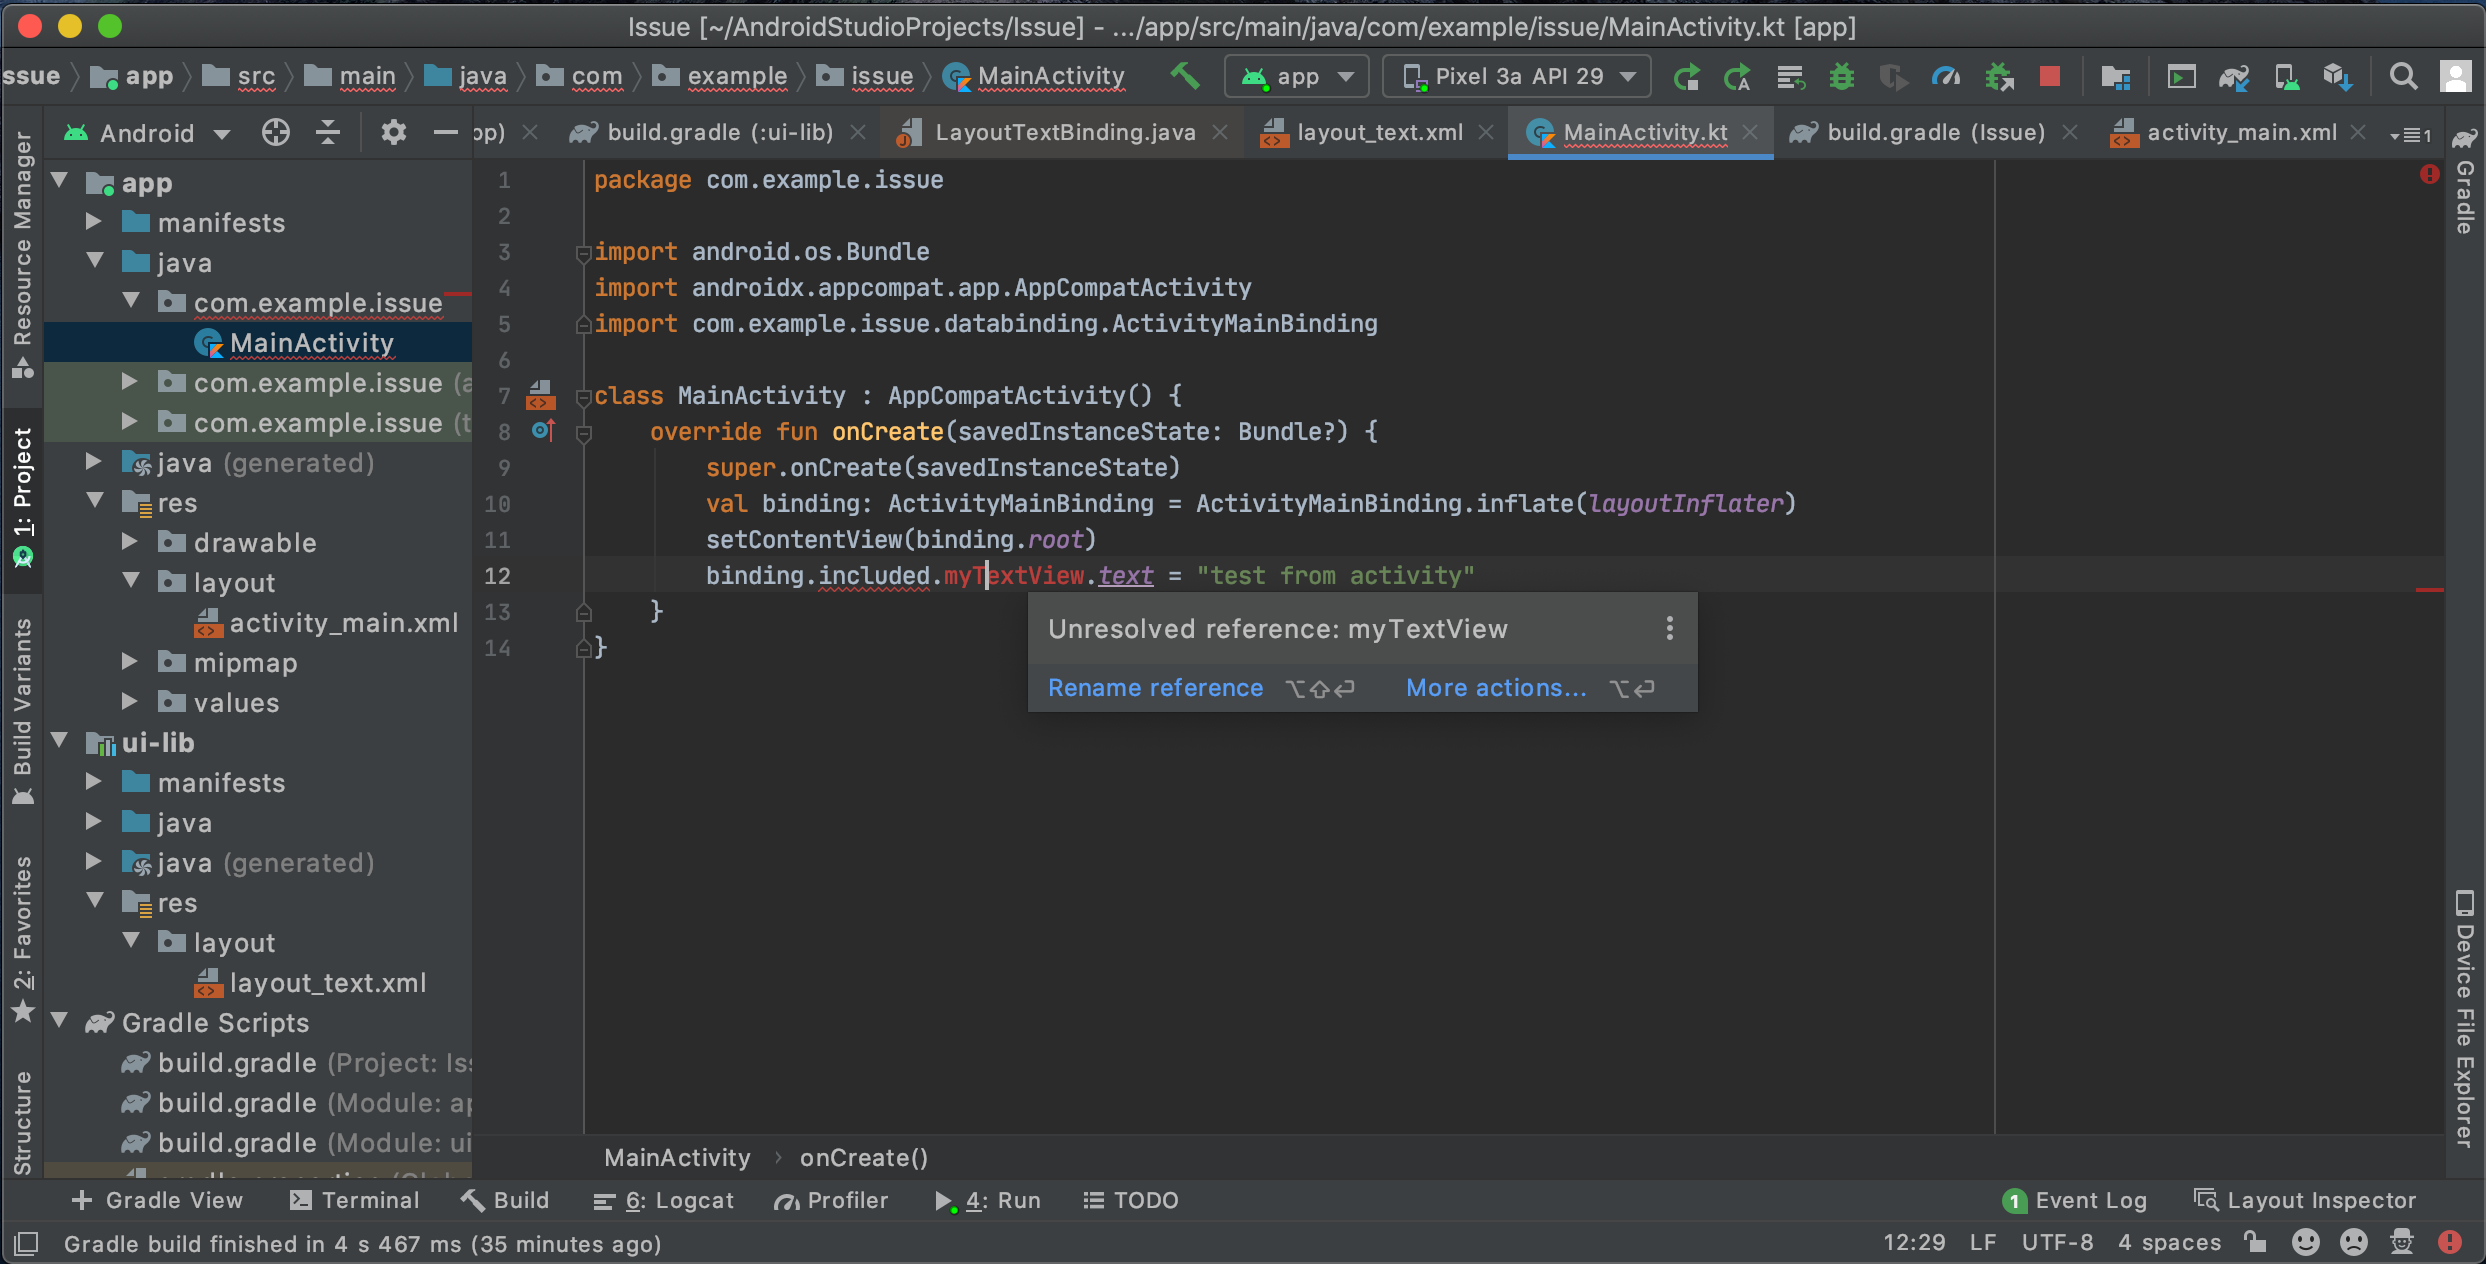 Issue [~/AndroidStudioProjects/Issue] - .../app/src/main/java/com/example/issue/MainActivity.kt [app]
ssue app src main java com example issue MainActivity app Pixel 3a API 29
Android
op) build.gradle (:ui-lib) LayoutTextBinding.java layout_text.xml MainActivity.kt build.gradle (Issue) activity_main.xml 1
Resource Manager
1: Project
Build Variants
2: Favorites
Structure
app
manifests
java
com.example.issue
MainActivity
com.example.issue (a
com.example.issue (t
java (generated)
res
drawable
layout
activity_main.xml
mipmap
values
ui-lib
manifests
java
java (generated)
res
layout
layout_text.xml
Gradle Scripts
build.gradle (Project: Iss
build.gradle (Module: ap
build.gradle (Module: ui
1 package com.example.issue
2
3 import android.os.Bundle
4 import androidx.appcompat.app.AppCompatActivity
5 import com.example.issue.databinding.ActivityMainBinding
6
7 class MainActivity : AppCompatActivity() {
8 override fun onCreate(savedInstanceState: Bundle?) {
9 super.onCreate(savedInstanceState)
10 val binding: ActivityMainBinding = ActivityMainBinding.inflate(layoutInflater)
11 setContentView(binding.root)
12 binding.included.myTextView.text = "test from activity"
13 }
14 }
Unresolved reference: myTextView
Rename reference ⌥⇧⏎ More actions... ⌥⏎
Gradle
Device File Explorer
MainActivity › onCreate()
Gradle View Terminal Build 6: Logcat Profiler 4: Run TODO 1 Event Log Layout Inspector
Gradle build finished in 4 s 467 ms (35 minutes ago) 12:29 LF UTF-8 4 spaces